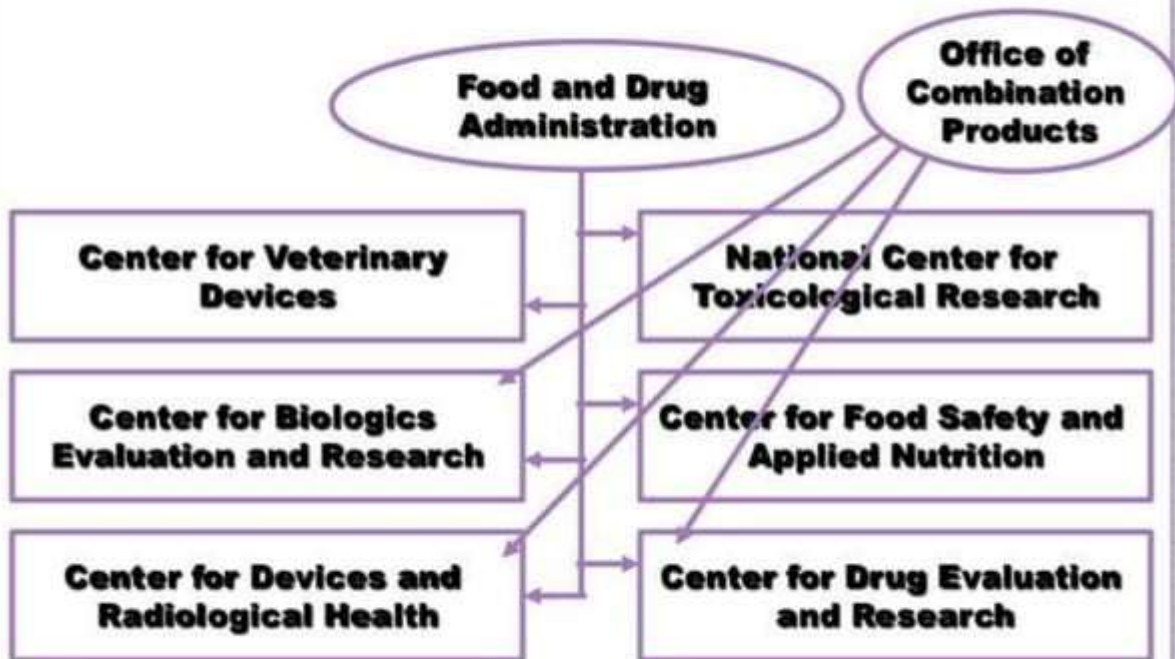 Food and Drug
Administration
Office of
Combination
Products
Center for Veterinary
Devices
National Center for
Toxicological Research
Center for Biologics
Evaluation and Research
Center for Food Safety and
Applied Nutrition
Center for Devices and
Radiological Health
Center for Drug Evaluation
and Research